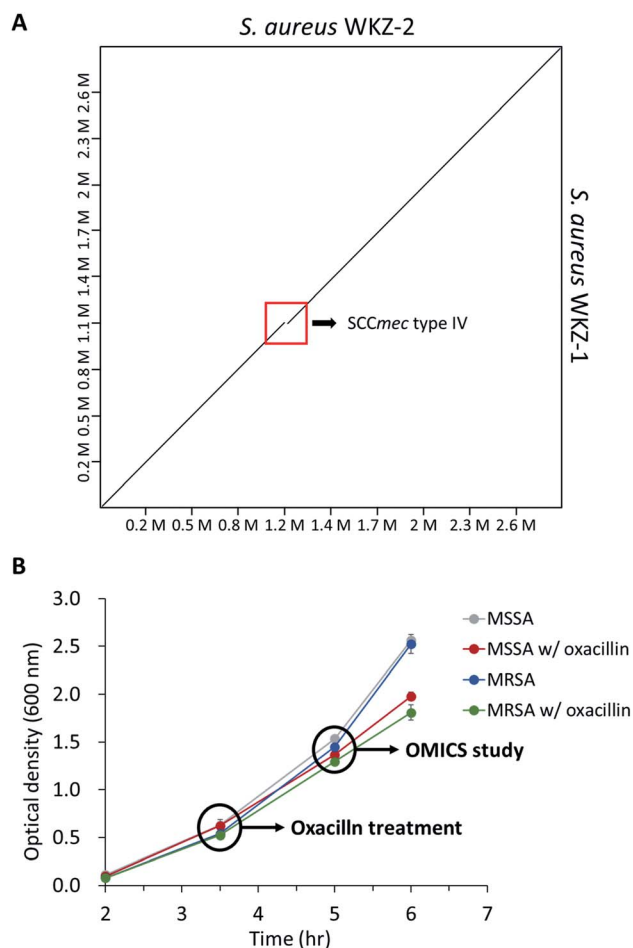 A
S. aureus WKZ-2
2.6 M
2.3 M
2 M
1.7 M
1.4 M
1.1 M
0.8 M
0.5 M
0.2 M
S. aureus WKZ-1
SCCmec type IV
0.2 M 0.5 M 0.8 M 1.2 M 1.4 M 1.7 M 2 M 2.3 M 2.6 M
B
Optical density (600 nm)
3.0
2.5
2.0
1.5
1.0
0.5
0.0
MSSA
MSSA w/ oxacillin
MRSA
MRSA w/ oxacillin
OMICS study
Oxacilln treatment
2 3 4 5 6 7
Time (hr)